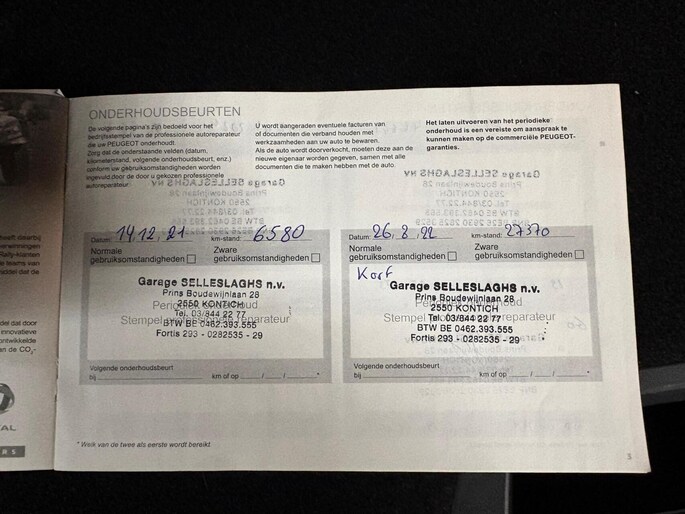 ONDERHOUDSBEURTEN
De volgende pagina's zijn bedoeld voor het
bedrijfsstempel van de professionele autoreparateur
die uw PEUGEOT onderhoudt.
Zorg dat de onderstaande velden (datum,
kilometerstand, volgende onderhoudsbeurt, enz.)
conform uw gebruiksomstandigheden worden
ingevuld door de door u gekozen professionele
autoreparateur.
U wordt aangeraden eventuele facturen van
of documenten die verband houden met
werkzaamheden aan uw auto te bewaren.
Als de auto wordt doorverkocht, moeten deze aan de
nieuwe eigenaar worden gegeven, samen met alle
documenten die te maken hebben met de auto.
Het laten uitvoeren van het periodieke
onderhoud is een vereiste om aanspraak te
kunnen maken op de commerciële PEUGEOT-
garanties.
Datum: 14,12,21 km-stand: 6580
Normale gebruiksomstandigheden
Zware gebruiksomstandigheden
Garage SELLESLAGHS n.v.
Prins Boudewijnlaan 28
Periodiek onderhoud
2550 KONTICH
Tel. 03/844 22 77
Stempel professionele reparateur
BTW BE 0462.393.555
Fortis 293 - 0282535 - 29
Volgende onderhoudsbeurt
bij km of op / / *
Datum: 26,8,22 km-stand: 27370
Normale gebruiksomstandigheden
Zware gebruiksomstandigheden
Garage SELLESLAGHS n.v.
Prins Boudewijnlaan 28
Periodiek onderhoud
2550 KONTICH
Tel. 03/844 22 77
Stempel professionele reparateur
BTW BE 0462.393.555
Fortis 293 - 0282535 - 29
Volgende onderhoudsbeurt
bij km of op / / *
* Welk van de twee als eerste wordt bereikt.